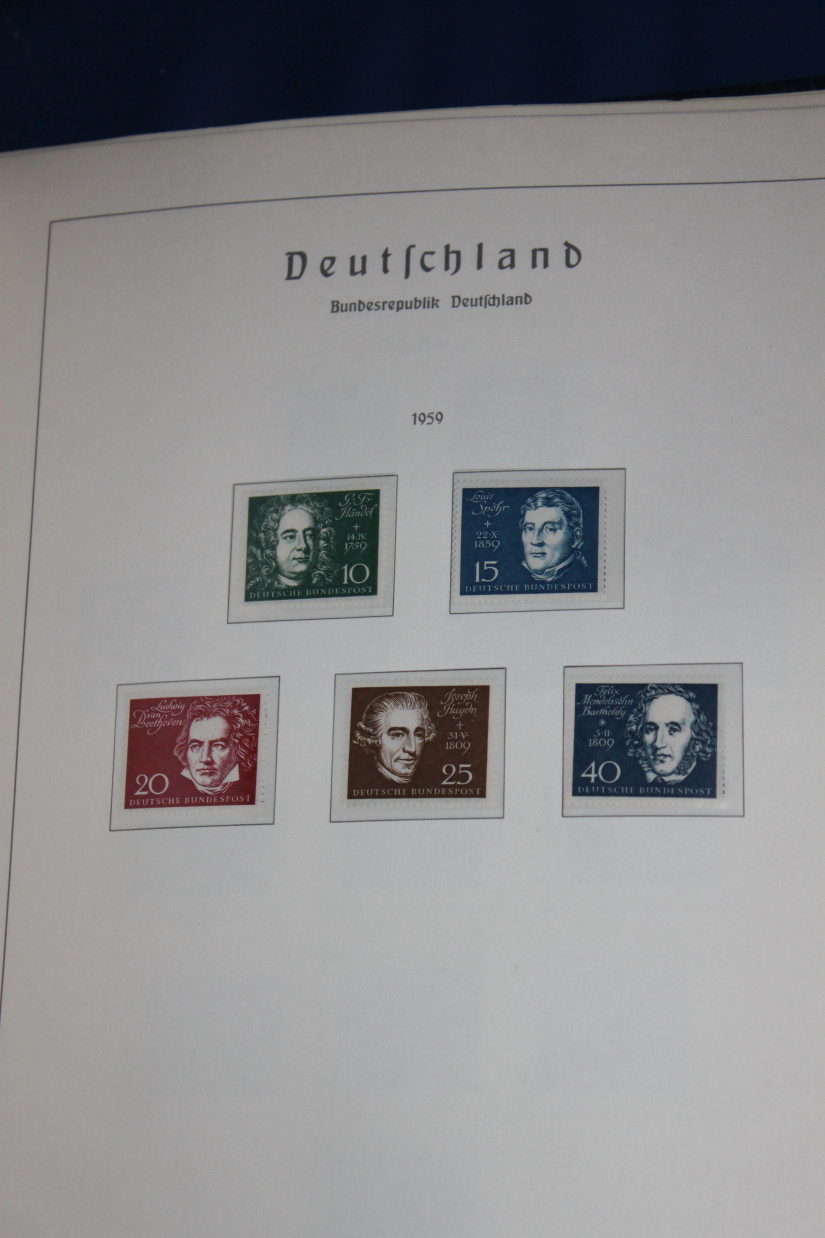 Deutſchland
Bundesrepublik Deutſchland
1959
G. Fr.
Händel
+
14.IV.
1759
10
DEUTSCHE BUNDESPOST
Louis
Spohr
+
22·X
1859
15
DEUTSCHE BUNDESPOST
Ludwig
van
Beethoven
20
DEUTSCHE BUNDESPOST
Joseph
Haydn
+
31·V·
1809
25
DEUTSCHE BUNDESPOST
Felix
Mendelssohn
Bartholdy
*
3·II
1809
40
DEUTSCHE BUNDESPOST